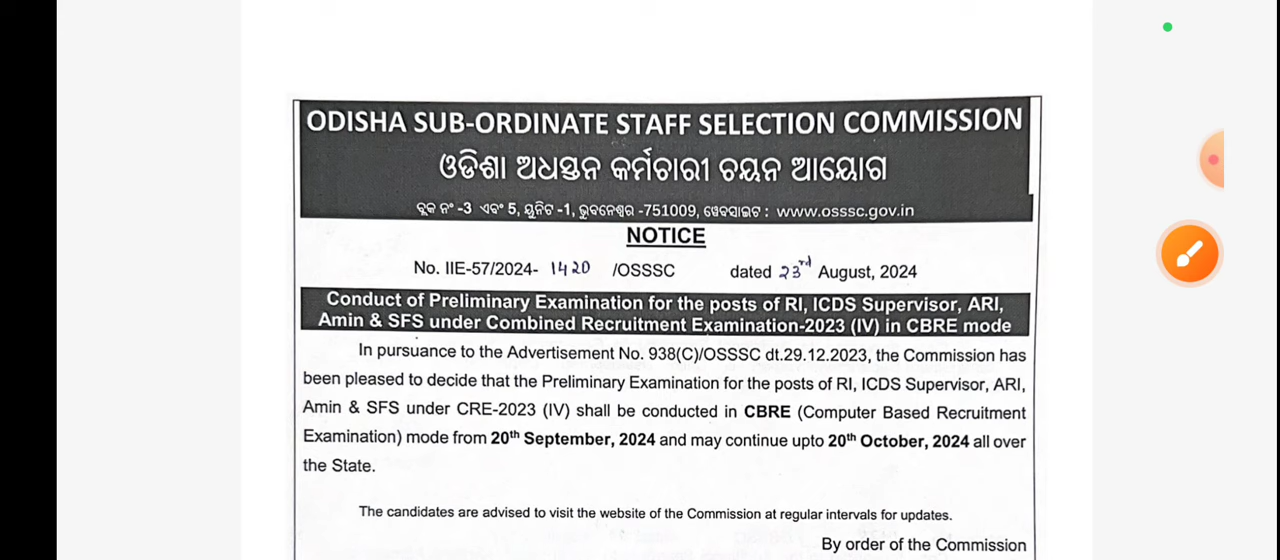 ODISHA SUB-ORDINATE STAFF SELECTION COMMISSION
ଓଡିଶା ଅଧସ୍ତନ କର୍ମଚାରୀ ଚୟନ ଆୟୋଗ
ବ୍ଲକ ନଂ -3 ଏବଂ 5, ୟୁନିଟ -1, ଭୁବନେଶ୍ୱର -751009, ୱେବସାଇଟ : www.osssc.gov.in
NOTICE
No. IIE-57/2024- 1420 /OSSSC dated 23rd August, 2024
Conduct of Preliminary Examination for the posts of RI, ICDS Supervisor, ARI,
Amin & SFS under Combined Recruitment Examination-2023 (IV) in CBRE mode
In pursuance to the Advertisement No. 938(C)/OSSSC dt.29.12.2023, the Commission has
been pleased to decide that the Preliminary Examination for the posts of RI, ICDS Supervisor, ARI,
Amin & SFS under CRE-2023 (IV) shall be conducted in CBRE (Computer Based Recruitment
Examination) mode from 20th September, 2024 and may continue upto 20th October, 2024 all over
the State.
The candidates are advised to visit the website of the Commission at regular intervals for updates.
By order of the Commission